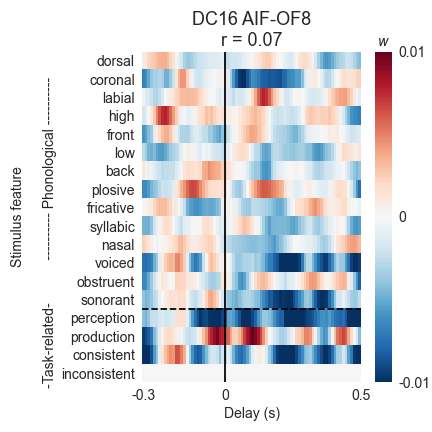 DC16 AIF-OF8
r = 0.07
w
dorsal
coronal
labial
high
front
low
back
plosive
fricative
syllabic
nasal
voiced
obstruent
sonorant
perception
production
consistent
inconsistent
Stimulus feature
---------- Phonological ----------
-Task-related-
-0.3
0
0.5
Delay (s)
0.01
0
-0.01